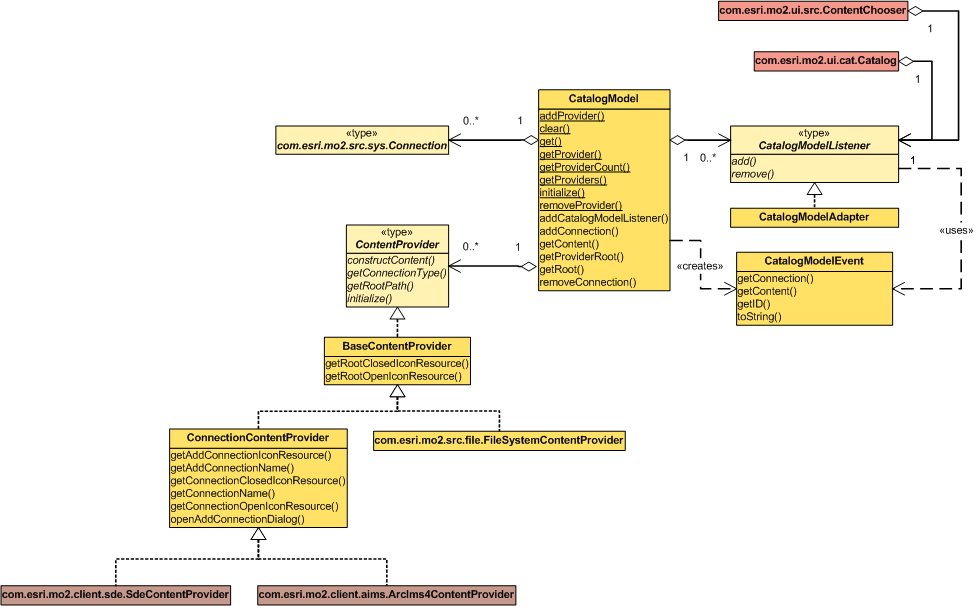 com.esri.mo2.ui.src.ContentChooser
1
com.esri.mo2.ui.cat.Catalog
1
CatalogModel
addProvider()
clear()
get()
getProvider()
getProviderCount()
getProviders()
initialize()
removeProvider()
addCatalogModelListener()
addConnection()
getContent()
getProviderRoot()
getRoot()
removeConnection()
0..*
1
«type»
com.esri.mo2.src.sys.Connection
1
0..*
«type»
CatalogModelListener
add()
remove()
1
CatalogModelAdapter
«uses»
«type»
ContentProvider
constructContent()
getConnectionType()
getRootPath()
initialize()
0..*
1
«creates»
CatalogModelEvent
getConnection()
getContent()
getID()
toString()
BaseContentProvider
getRootClosedIconResource()
getRootOpenIconResource()
ConnectionContentProvider
getAddConnectionIconResource()
getAddConnectionName()
getConnectionClosedIconResource()
getConnectionName()
getConnectionOpenIconResource()
openAddConnectionDialog()
com.esri.mo2.src.file.FileSystemContentProvider
com.esri.mo2.client.sde.SdeContentProvider
com.esri.mo2.client.aims.ArcIms4ContentProvider